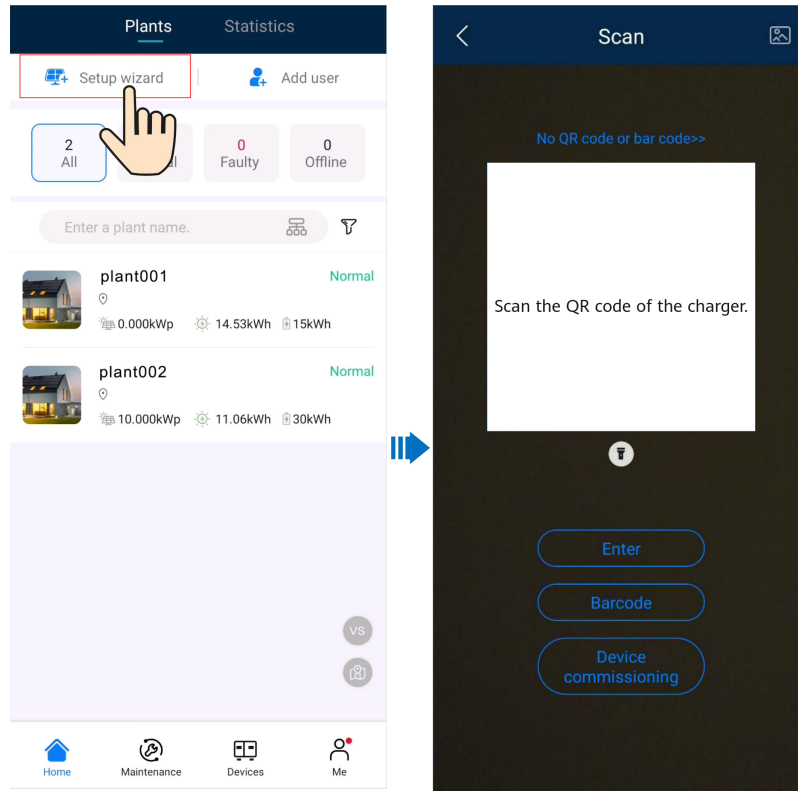 Plants Statistics
Setup wizard Add user
2 0 0
All Faulty Offline
Enter a plant name.
plant001 Normal
0.000kWp 14.53kWh 15kWh
plant002 Normal
10.000kWp 11.06kWh 30kWh
VS
Home Maintenance Devices Me
Scan
No QR code or bar code>>
Scan the QR code of the charger.
Enter
Barcode
Device
commissioning